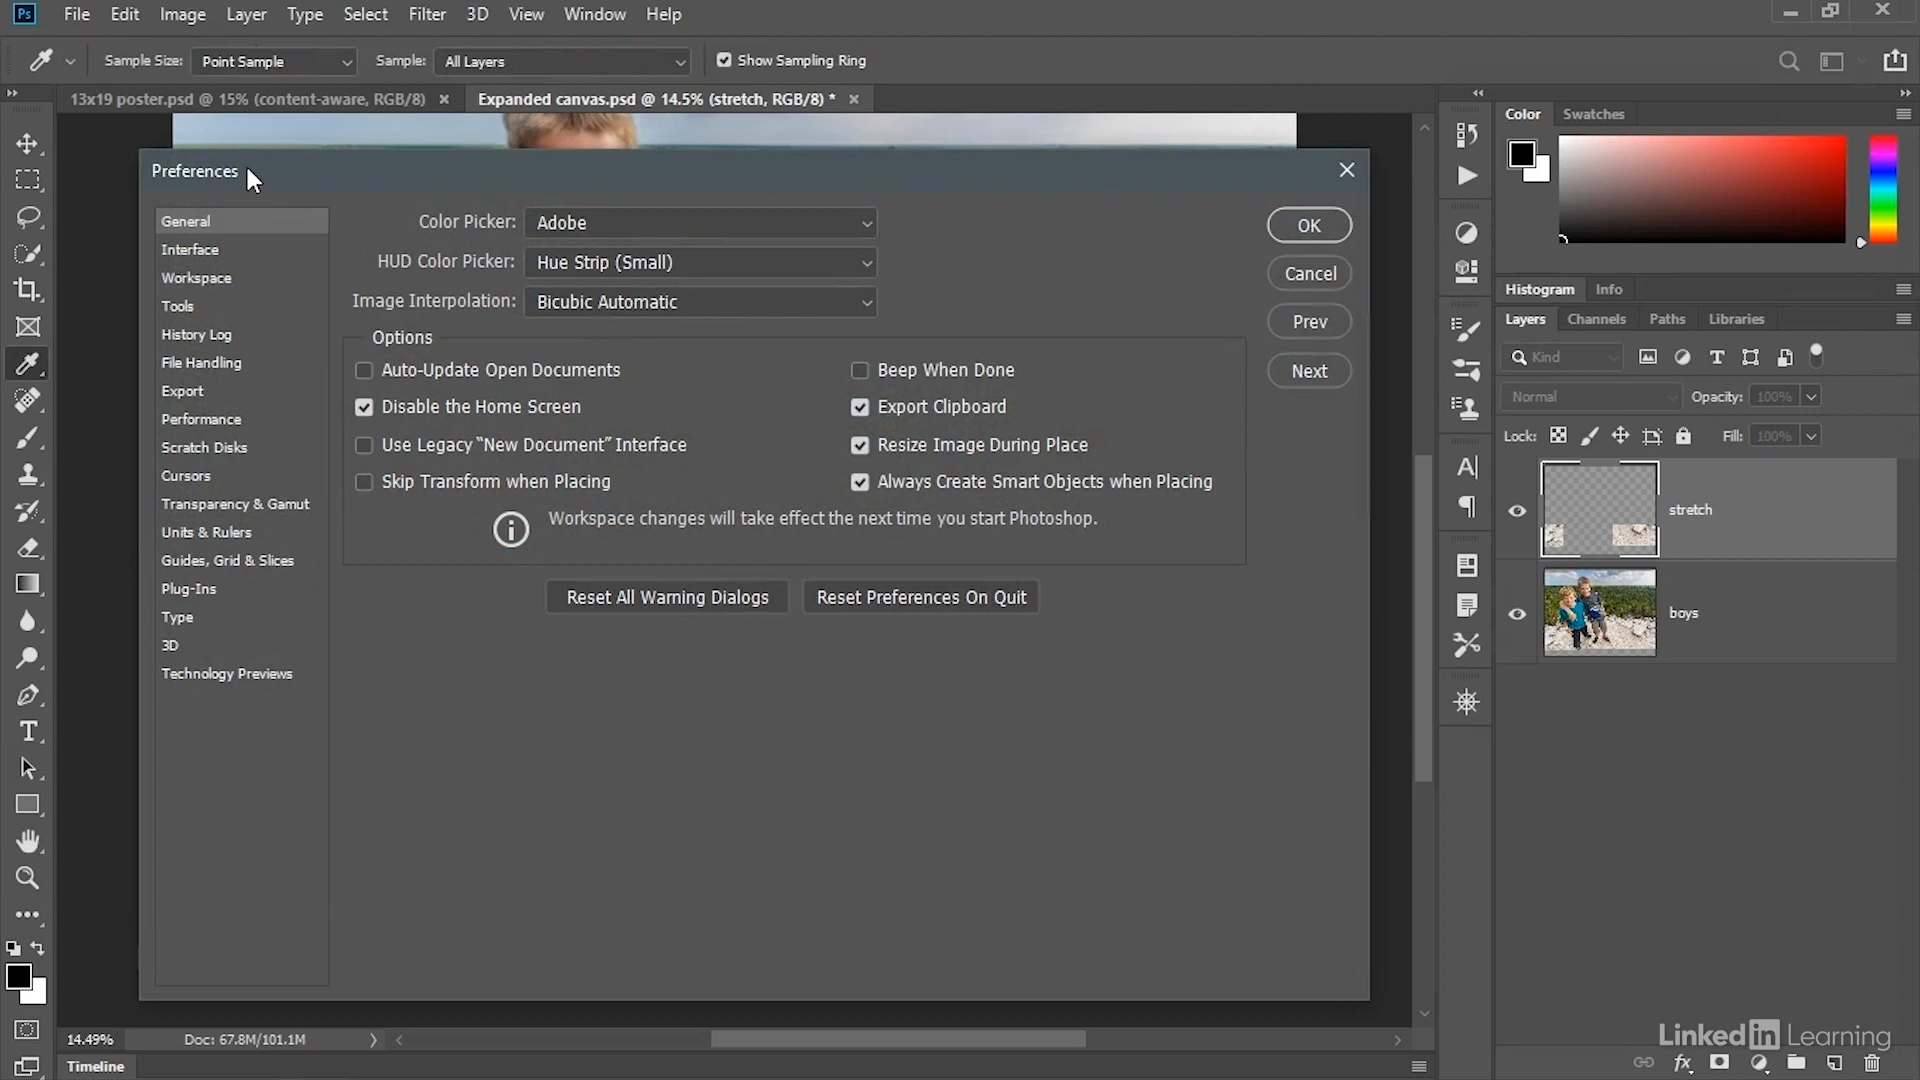 Ps File Edit Image Layer Type Select Filter 3D View Window Help
Sample Size: Point Sample Sample: All Layers Show Sampling Ring
13x19 poster.psd @ 15% (content-aware, RGB/8) × Expanded canvas.psd @ 14.5% (stretch, RGB/8) * ×
Preferences
General
Interface
Workspace
Tools
History Log
File Handling
Export
Performance
Scratch Disks
Cursors
Transparency & Gamut
Units & Rulers
Guides, Grid & Slices
Plug-Ins
Type
3D
Technology Previews
Color Picker: Adobe
HUD Color Picker: Hue Strip (Small)
Image Interpolation: Bicubic Automatic
Options
Auto-Update Open Documents
Disable the Home Screen
Use Legacy “New Document” Interface
Skip Transform when Placing
Beep When Done
Export Clipboard
Resize Image During Place
Always Create Smart Objects when Placing
Workspace changes will take effect the next time you start Photoshop.
Reset All Warning Dialogs Reset Preferences On Quit
OK
Cancel
Prev
Next
Color Swatches
Histogram Info
Layers Channels Paths Libraries
Kind
Normal Opacity: 100%
Lock: Fill: 100%
stretch
boys
14.49% Doc: 67.8M/101.1M
Timeline
Linked in Learning
fx